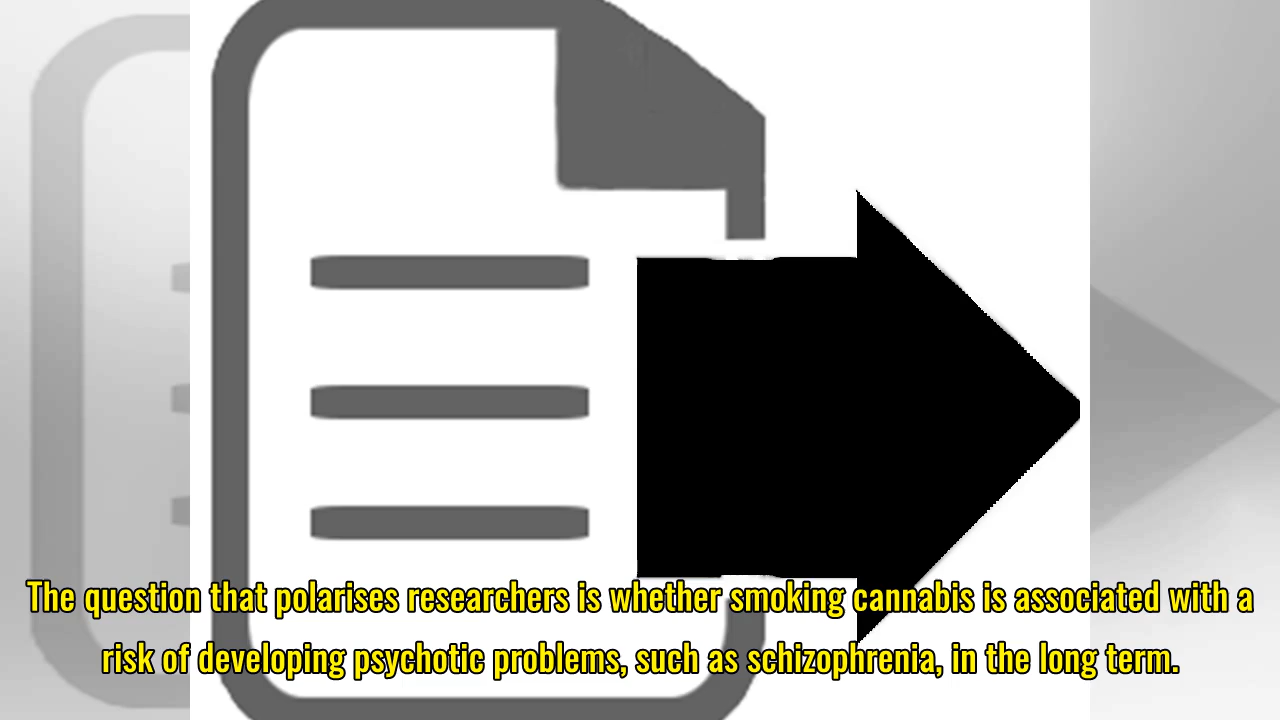 The question that polarises researchers is whether smoking cannabis is associated with a
risk of developing psychotic problems, such as schizophrenia, in the long term.